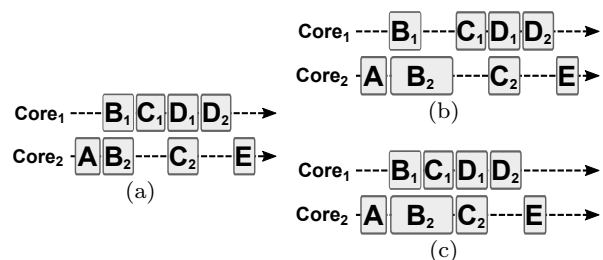 Core₁ B₁ C₁ D₁ D₂
Core₂ A B₂ C₂ E
(a)
Core₁ B₁ C₁ D₁ D₂
Core₂ A B₂ C₂ E
(b)
Core₁ B₁ C₁ D₁ D₂
Core₂ A B₂ C₂ E
(c)